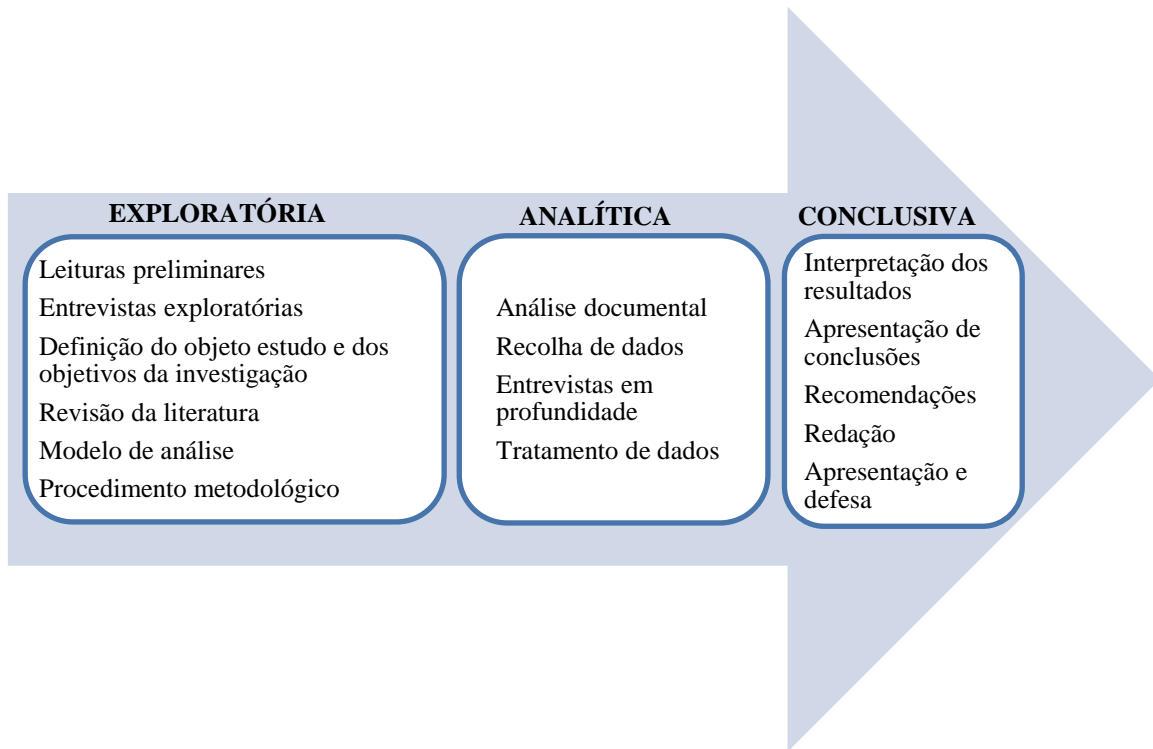 EXPLORATÓRIA
Leituras preliminares
Entrevistas exploratórias
Definição do objeto estudo e dos
objetivos da investigação
Revisão da literatura
Modelo de análise
Procedimento metodológico
ANALÍTICA
Análise documental
Recolha de dados
Entrevistas em
profundidade
Tratamento de dados
CONCLUSIVA
Interpretação dos
resultados
Apresentação de
conclusões
Recomendações
Redação
Apresentação e
defesa